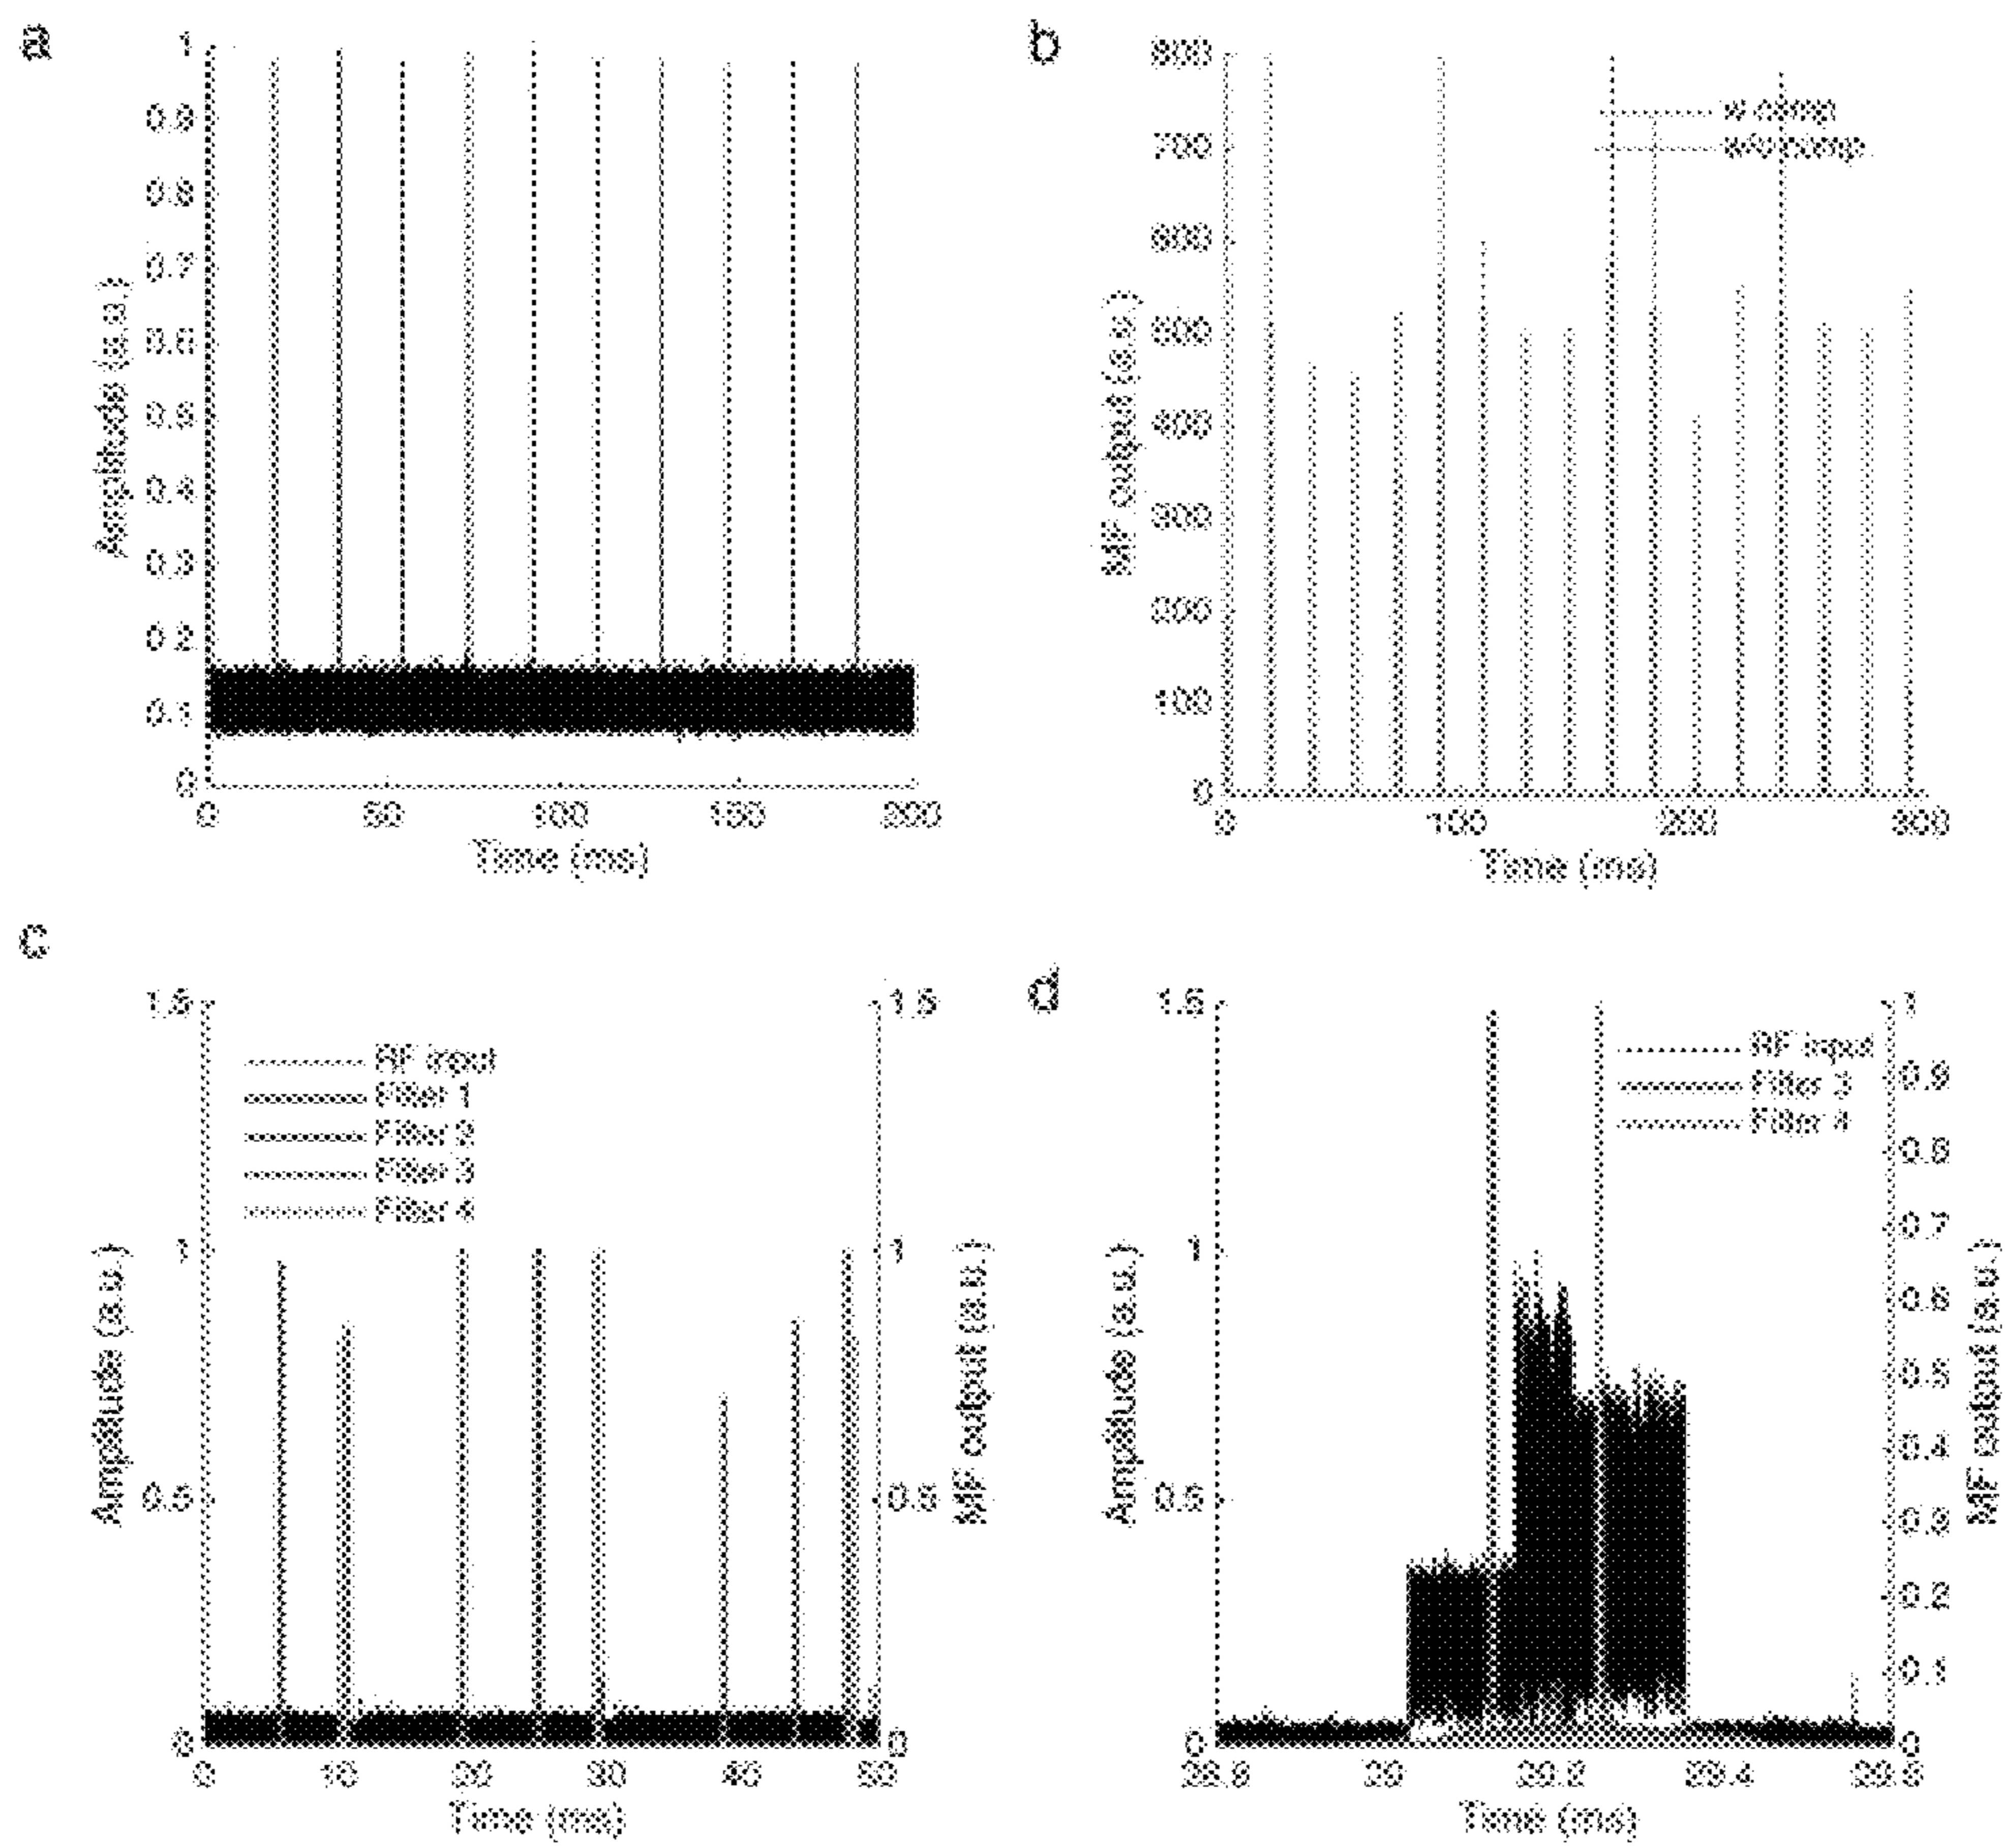 a
1
0.9
0.8
0.7
0.6
0.5
0.4
0.3
0.2
0.1
0
Amplitude (a.u.)
0 50 100 150 200
Time (ms)
b
800
700
600
500
400
300
200
100
0
MF output (a.u.)
w comp
w/o comp
0 100 200 300
Time (ms)
c
1.5
1
0.5
0
Amplitude (a.u.)
RF input
Filter 1
Filter 2
Filter 3
Filter 4
1.5
1
0.5
0
MF output (a.u.)
0 10 20 30 40 50
Time (ms)
d
1.5
1
0.5
0
Amplitude (a.u.)
RF input
Filter 3
Filter 4
1
0.9
0.8
0.7
0.6
0.5
0.4
0.3
0.2
0.1
0
MF output (a.u.)
29.4
Time (ms)